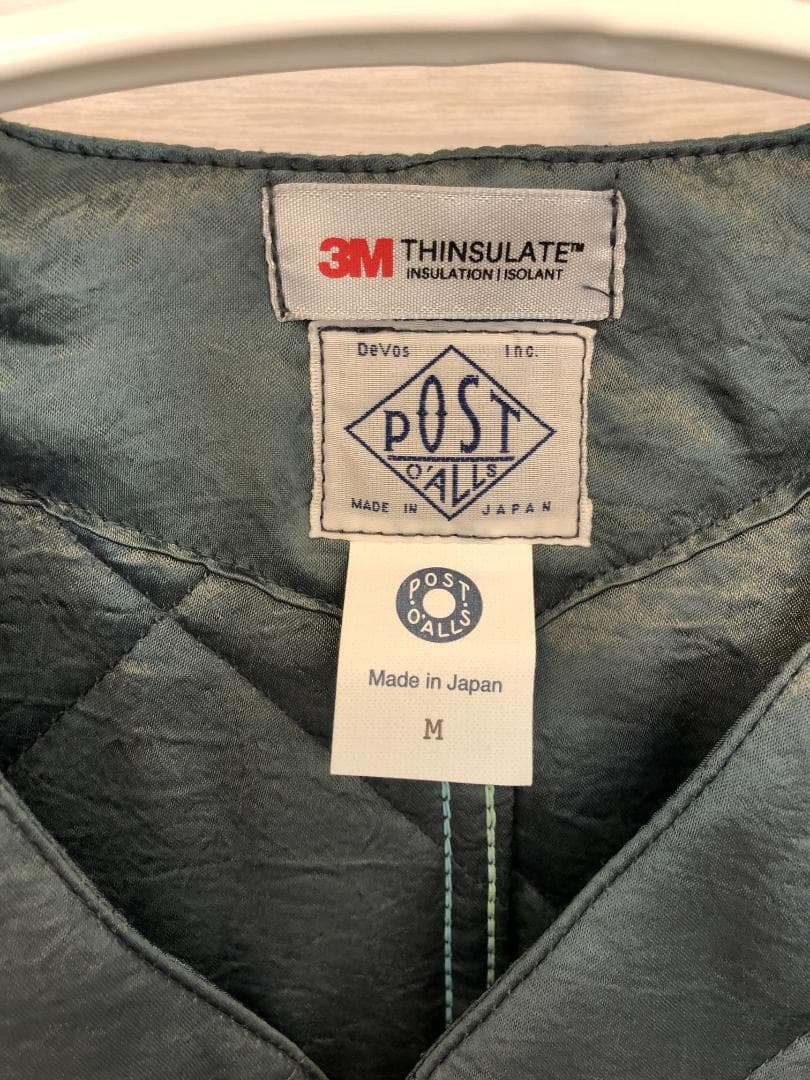 3M THINSULATE™
INSULATION | ISOLANT
DeVos Inc.
POST
O'ALLS
MADE IN JAPAN
POST
O'ALLS
Made in Japan
M